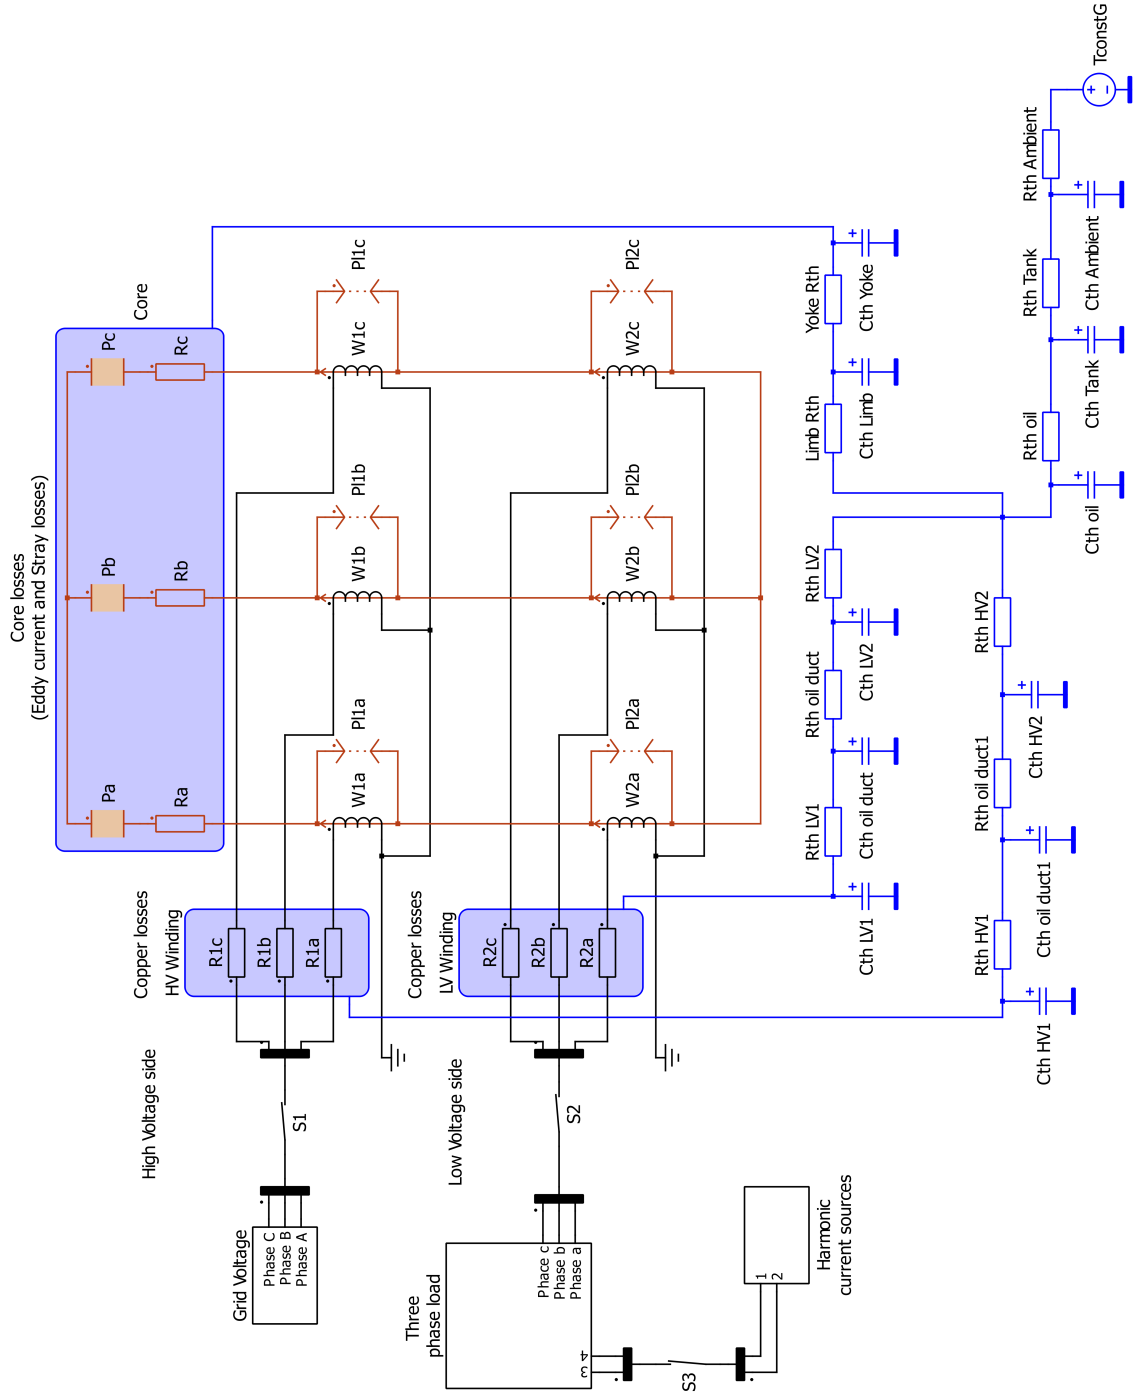 Core losses
(Eddy current and Stray losses)
Core
Pa
Pb
Pc
Ra
Rb
Rc
Copper losses
HV Winding
R1c
R1b
R1a
W1a
Pl1a
W1b
Pl1b
W1c
Pl1c
High Voltage side
S1
Grid Voltage
Phase C
Phase B
Phase A
Copper losses
LV Winding
R2c
R2b
R2a
W2a
Pl2a
W2b
Pl2b
W2c
Pl2c
Low Voltage side
S2
Three
phase load
Phace c
Phase b
Phase a
3
4
S3
1
2
Harmonic
current sources
Rth LV1
Rth oil duct
Rth LV2
Limb Rth
Yoke Rth
Cth LV1
Cth oil duct
Cth LV2
Cth Limb
Cth Yoke
Rth HV1
Rth oil duct1
Rth HV2
Cth HV1
Cth oil duct1
Cth HV2
Rth oil
Rth Tank
Rth Ambient
TconstG
Cth oil
Cth Tank
Cth Ambient